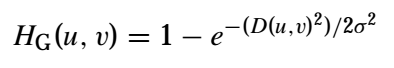 H_G(u, v) = 1 − e^{−(D(u,v)^2)/2σ^2}